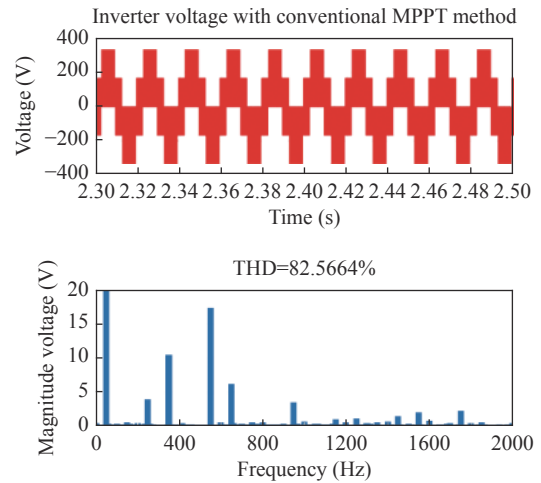 Inverter voltage with conventional MPPT method
Voltage (V)
400
200
0
−200
−400
2.30 2.32 2.34 2.36 2.38 2.40 2.42 2.44 2.46 2.48 2.50
Time (s)
THD=82.5664%
Magnitude voltage (V)
20
15
10
5
0
0 400 800 1200 1600 2000
Frequency (Hz)